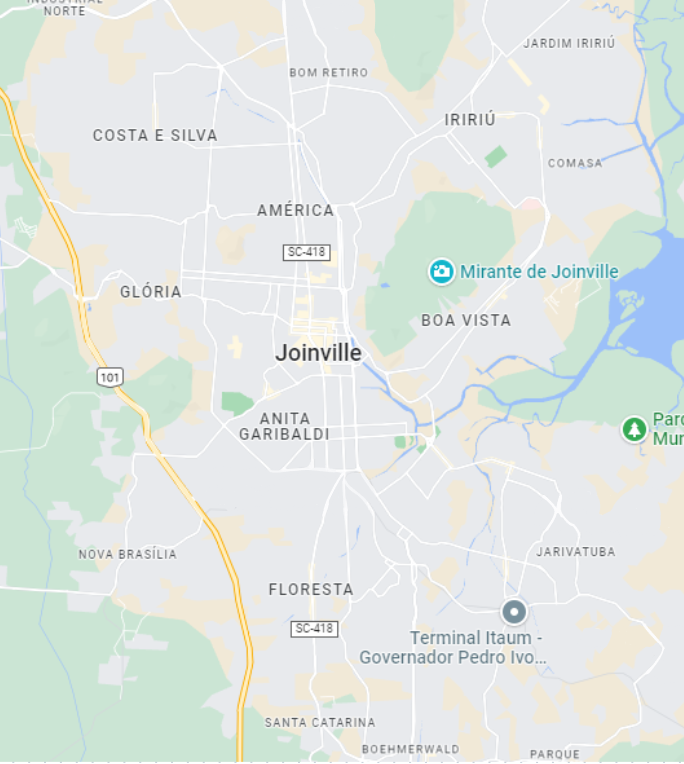 INDUSTRIAL
NORTE
JARDIM IRIRIÚ
BOM RETIRO
IRIRIÚ
COSTA E SILVA
COMASA
AMÉRICA
SC-418
Mirante de Joinville
GLÓRIA
BOA VISTA
Joinville
101
ANITA
GARIBALDI
Parq
Mun
NOVA BRASÍLIA
JARIVATUBA
FLORESTA
SC-418
Terminal Itaum -
Governador Pedro Ivo...
SANTA CATARINA
BOEHMERWALD
PARQUE